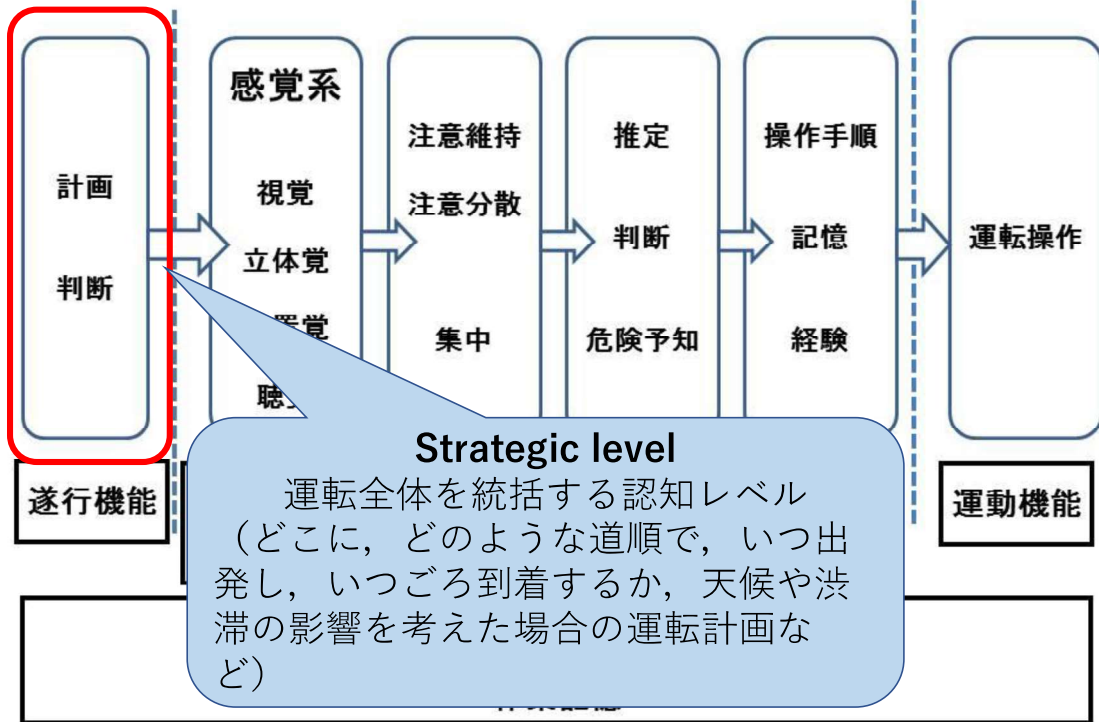 計画
判断
感覚系
視覚
立体覚
注意維持
注意分散
集中
推定
判断
危険予知
操作手順
記憶
経験
運転操作
遂行機能
運動機能
Strategic level
運転全体を統括する認知レベル
（どこに，どのような道順で，いつ出
発し，いつごろ到着するか，天候や渋
滞の影響を考えた場合の運転計画な
ど）